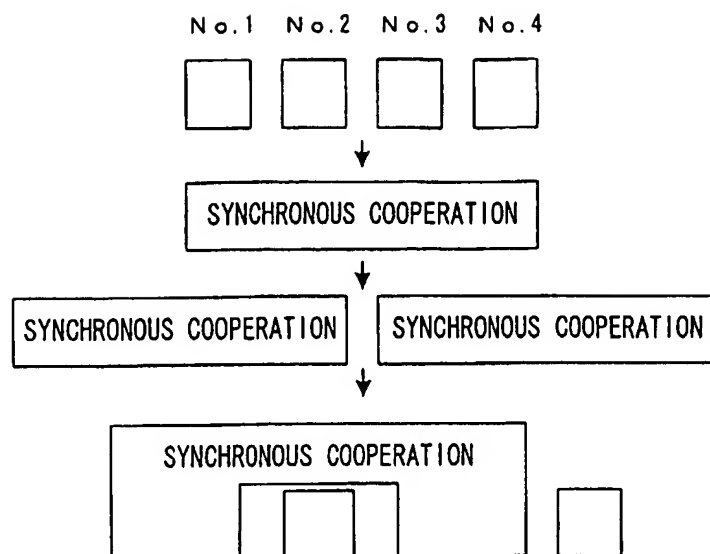 No.1 No.2 No.3 No.4
SYNCHRONOUS COOPERATION
SYNCHRONOUS COOPERATION SYNCHRONOUS COOPERATION
SYNCHRONOUS COOPERATION